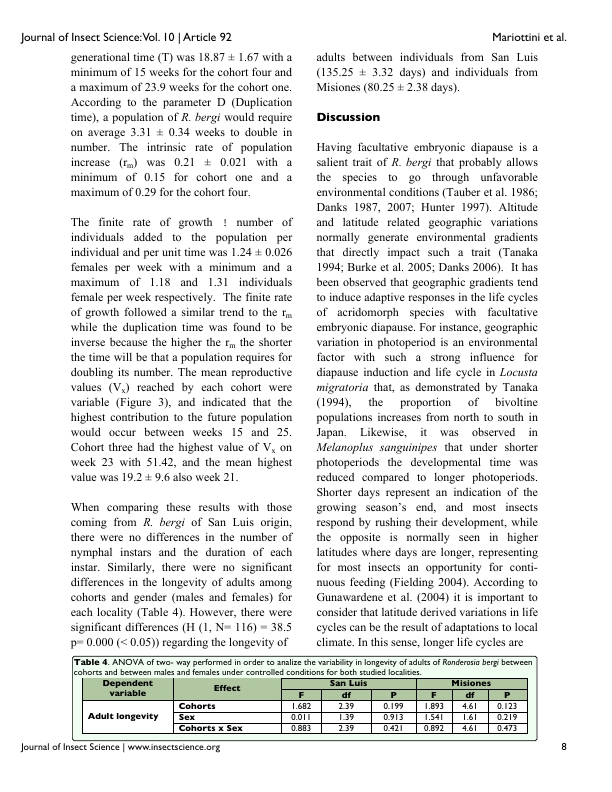 Journal of Insect Science:Vol. 10 | Article 92
Mariottini et al.
generational time (T) was 18.87 ± 1.67 with a
minimum of 15 weeks for the cohort four and
a maximum of 23.9 weeks for the cohort one.
According to the parameter D (Duplication
time), a population of R. bergi would require
on average 3.31 ± 0.34 weeks to double in
number. The intrinsic rate of population
increase (rm) was 0.21 ± 0.021 with a
minimum of 0.15 for cohort one and a
maximum of 0.29 for the cohort four.
The finite rate of growth ! number of
individuals added to the population per
individual and per unit time was 1.24 ± 0.026
females per week with a minimum and a
maximum of 1.18 and 1.31 individuals
female per week respectively. The finite rate
of growth followed a similar trend to the rm
while the duplication time was found to be
inverse because the higher the rm the shorter
the time will be that a population requires for
doubling its number. The mean reproductive
values (Vx) reached by each cohort were
variable (Figure 3), and indicated that the
highest contribution to the future population
would occur between weeks 15 and 25.
Cohort three had the highest value of Vx on
week 23 with 51.42, and the mean highest
value was 19.2 ± 9.6 also week 21.
When comparing these results with those
coming from R. bergi of San Luis origin,
there were no differences in the number of
nymphal instars and the duration of each
instar. Similarly, there were no significant
differences in the longevity of adults among
cohorts and gender (males and females) for
each locality (Table 4). However, there were
significant differences (H (1, N= 116) = 38.5
p= 0.000 (< 0.05)) regarding the longevity of
adults between individuals from San Luis
(135.25 ± 3.32 days) and individuals from
Misiones (80.25 ± 2.38 days).
Discussion
Having facultative embryonic diapause is a
salient trait of R. bergi that probably allows
the species to go through unfavorable
environmental conditions (Tauber et al. 1986;
Danks 1987, 2007; Hunter 1997). Altitude
and latitude related geographic variations
normally generate environmental gradients
that directly impact such a trait (Tanaka
1994; Burke et al. 2005; Danks 2006). It has
been observed that geographic gradients tend
to induce adaptive responses in the life cycles
of acridomorph species with facultative
embryonic diapause. For instance, geographic
variation in photoperiod is an environmental
factor with such a strong influence for
diapause induction and life cycle in Locusta
migratoria that, as demonstrated by Tanaka
(1994), the proportion of bivoltine
populations increases from north to south in
Japan. Likewise, it was observed in
Melanoplus sanguinipes that under shorter
photoperiods the developmental time was
reduced compared to longer photoperiods.
Shorter days represent an indication of the
growing season's end, and most insects
respond by rushing their development, while
the opposite is normally seen in higher
latitudes where days are longer, representing
for most insects an opportunity for conti-
nuous feeding (Fielding 2004). According to
Gunawardene et al. (2004) it is important to
consider that latitude derived variations in life
cycles can be the result of adaptations to local
climate. In this sense, longer life cycles are
Table 4. ANOVA of two- way performed in order to analize the variability in longevity of adults of Ronderosia bergi between
cohorts and between males and females under controlled conditions for both studied localities.
Dependent variable Effect San Luis Misiones
F df P F df P
Adult longevity Cohorts 1.682 2.39 0.199 1.893 4.61 0.123
Sex 0.011 1.39 0.913 1.541 1.61 0.219
Cohorts x Sex 0.883 2.39 0.421 0.892 4.61 0.473
Journal of Insect Science | www.insectscience.org
8